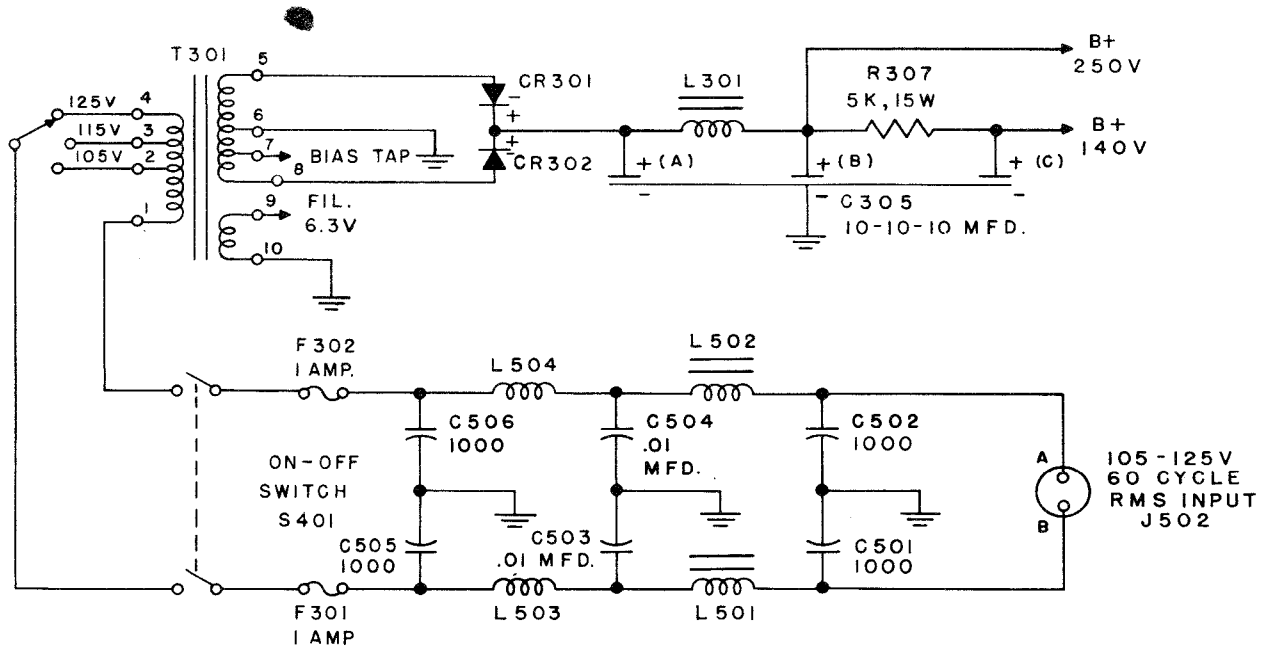 T301
5
4
125V
3
115V
2
105V
1
6
7
BIAS TAP
8
9
FIL.
6.3V
10
CR301
-
+
+
-
CR302
L301
R307
5K, 15W
B+
250V
B+
140V
+ (A)
-
+ (B)
-
+ (C)
-
C305
10-10-10 MFD.
F302
1 AMP.
L504
L502
C506
1000
C504
.01
MFD.
C502
1000
ON-OFF
SWITCH
S401
A
B
105-125V
60 CYCLE
RMS INPUT
J502
C505
1000
C503
.01 MFD.
C501
1000
F301
1 AMP
L503
L501